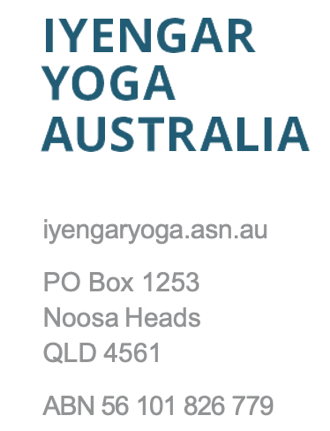 IYENGAR
YOGA
AUSTRALIA
iyengaryoga.asn.au
PO Box 1253
Noosa Heads
QLD 4561
ABN 56 101 826 779